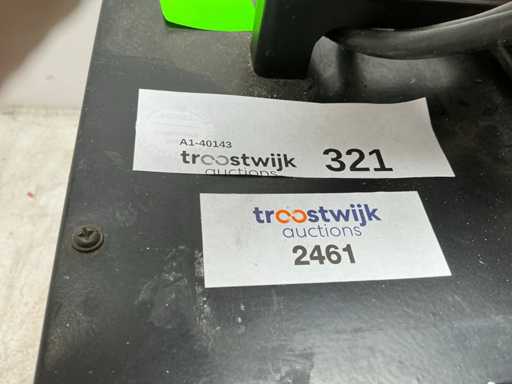 A1-40143
troostwijk 321
auctions
troostwijk
auctions
2461